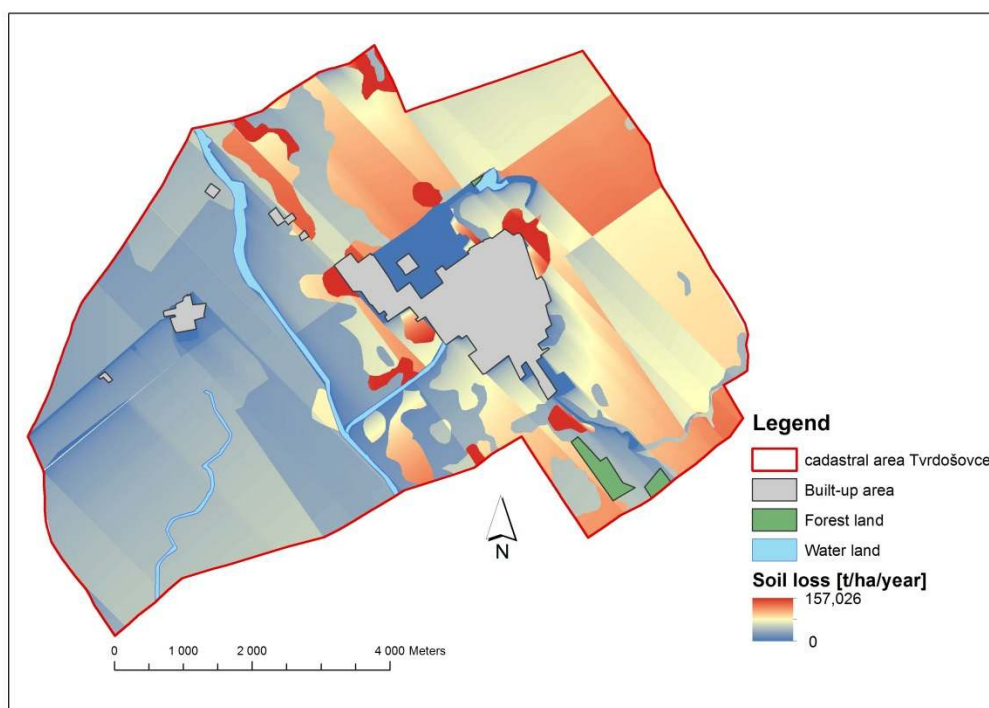 Legend
cadastral area Tvrdošovce
Built-up area
Forest land
Water land
Soil loss [t/ha/year]
157,026
0
N
0 1 000 2 000 4 000 Meters